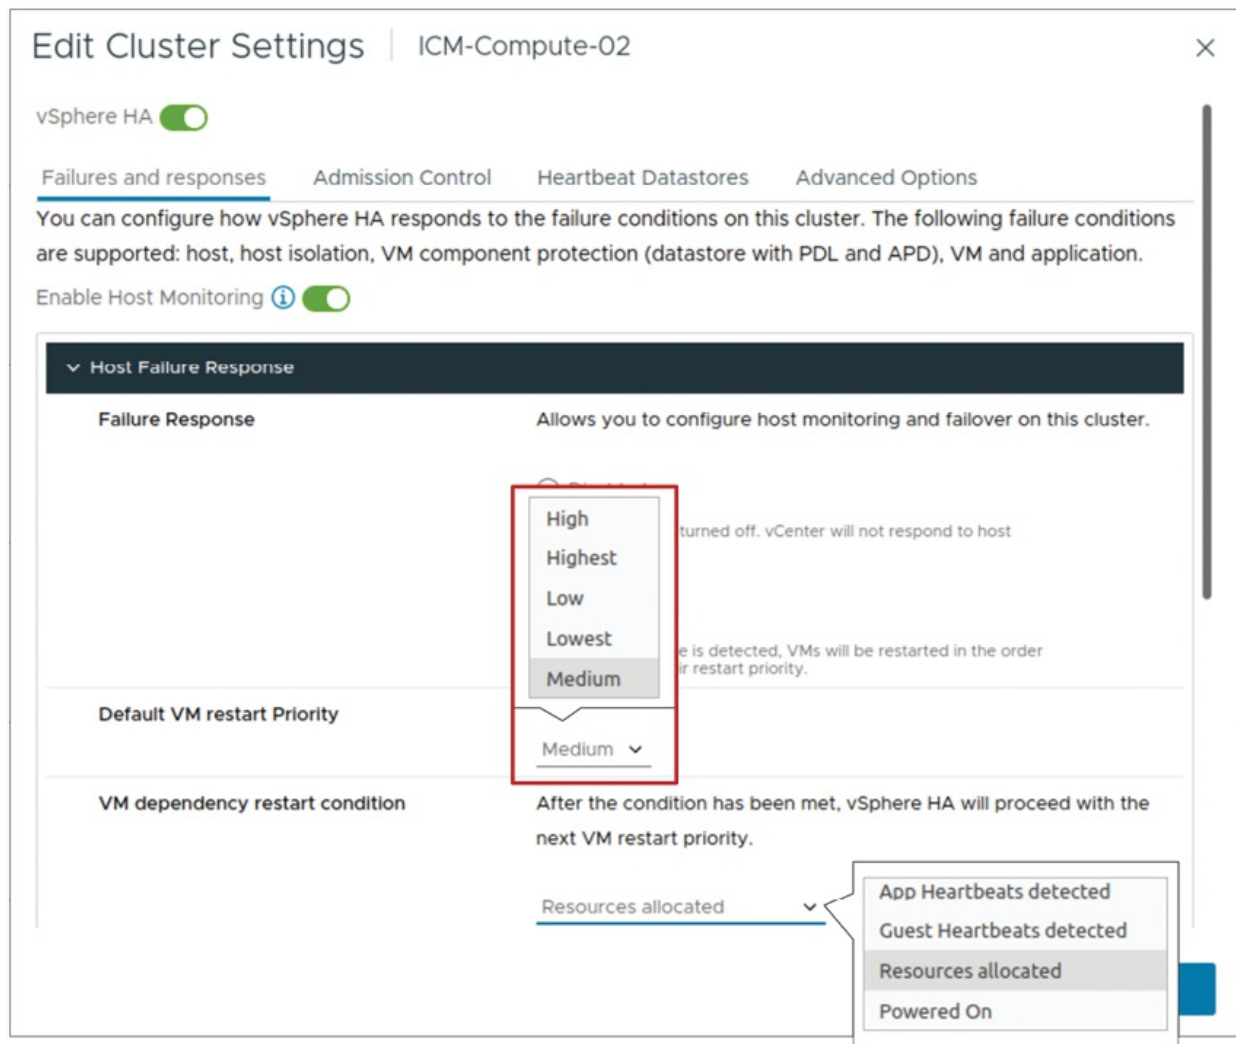 Edit Cluster Settings ICM-Compute-02
vSphere HA
Failures and responses Admission Control Heartbeat Datastores Advanced Options
You can configure how vSphere HA responds to the failure conditions on this cluster. The following failure conditions
are supported: host, host isolation, VM component protection (datastore with PDL and APD), VM and application.
Enable Host Monitoring
Host Failure Response
Failure Response
Allows you to configure host monitoring and failover on this cluster.
High
turned off. vCenter will not respond to host
Highest
Low
Lowest
e is detected, VMs will be restarted in the order
r restart priority.
Medium
Default VM restart Priority
Medium
VM dependency restart condition
After the condition has been met, vSphere HA will proceed with the
next VM restart priority.
Resources allocated
App Heartbeats detected
Guest Heartbeats detected
Resources allocated
Powered On